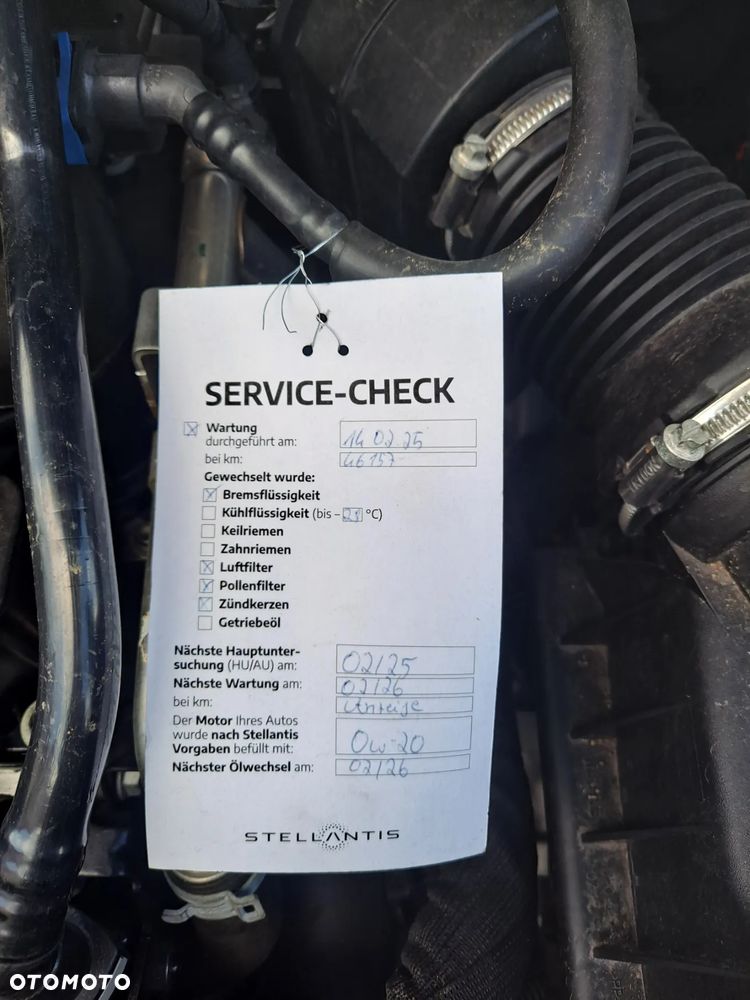 SERVICE-CHECK
Wartung
durchgeführt am: 14 02 25
bei km: 46157
Gewechselt wurde:
Bremsflüssigkeit
Kühlflüssigkeit (bis – 21 °C)
Keilriemen
Zahnriemen
Luftfilter
Pollenfilter
Zündkerzen
Getriebeöl
Nächste Hauptunter-
suchung (HU/AU) am: 02/25
Nächste Wartung am: 02/26
bei km:
Der Motor Ihres Autos
wurde nach Stellantis
Vorgaben befüllt mit: 0w-20
Nächster Ölwechsel am: 02/26
STELLANTIS
OTOMOTO